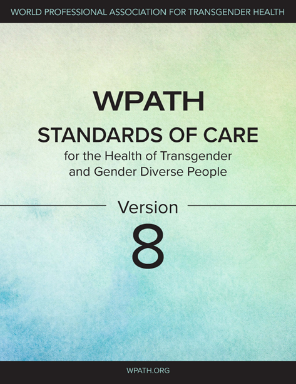 WORLD PROFESSIONAL ASSOCIATION FOR TRANSGENDER HEALTH
WPATH
STANDARDS OF CARE
for the Health of Transgender
and Gender Diverse People
Version
8
WPATH.ORG